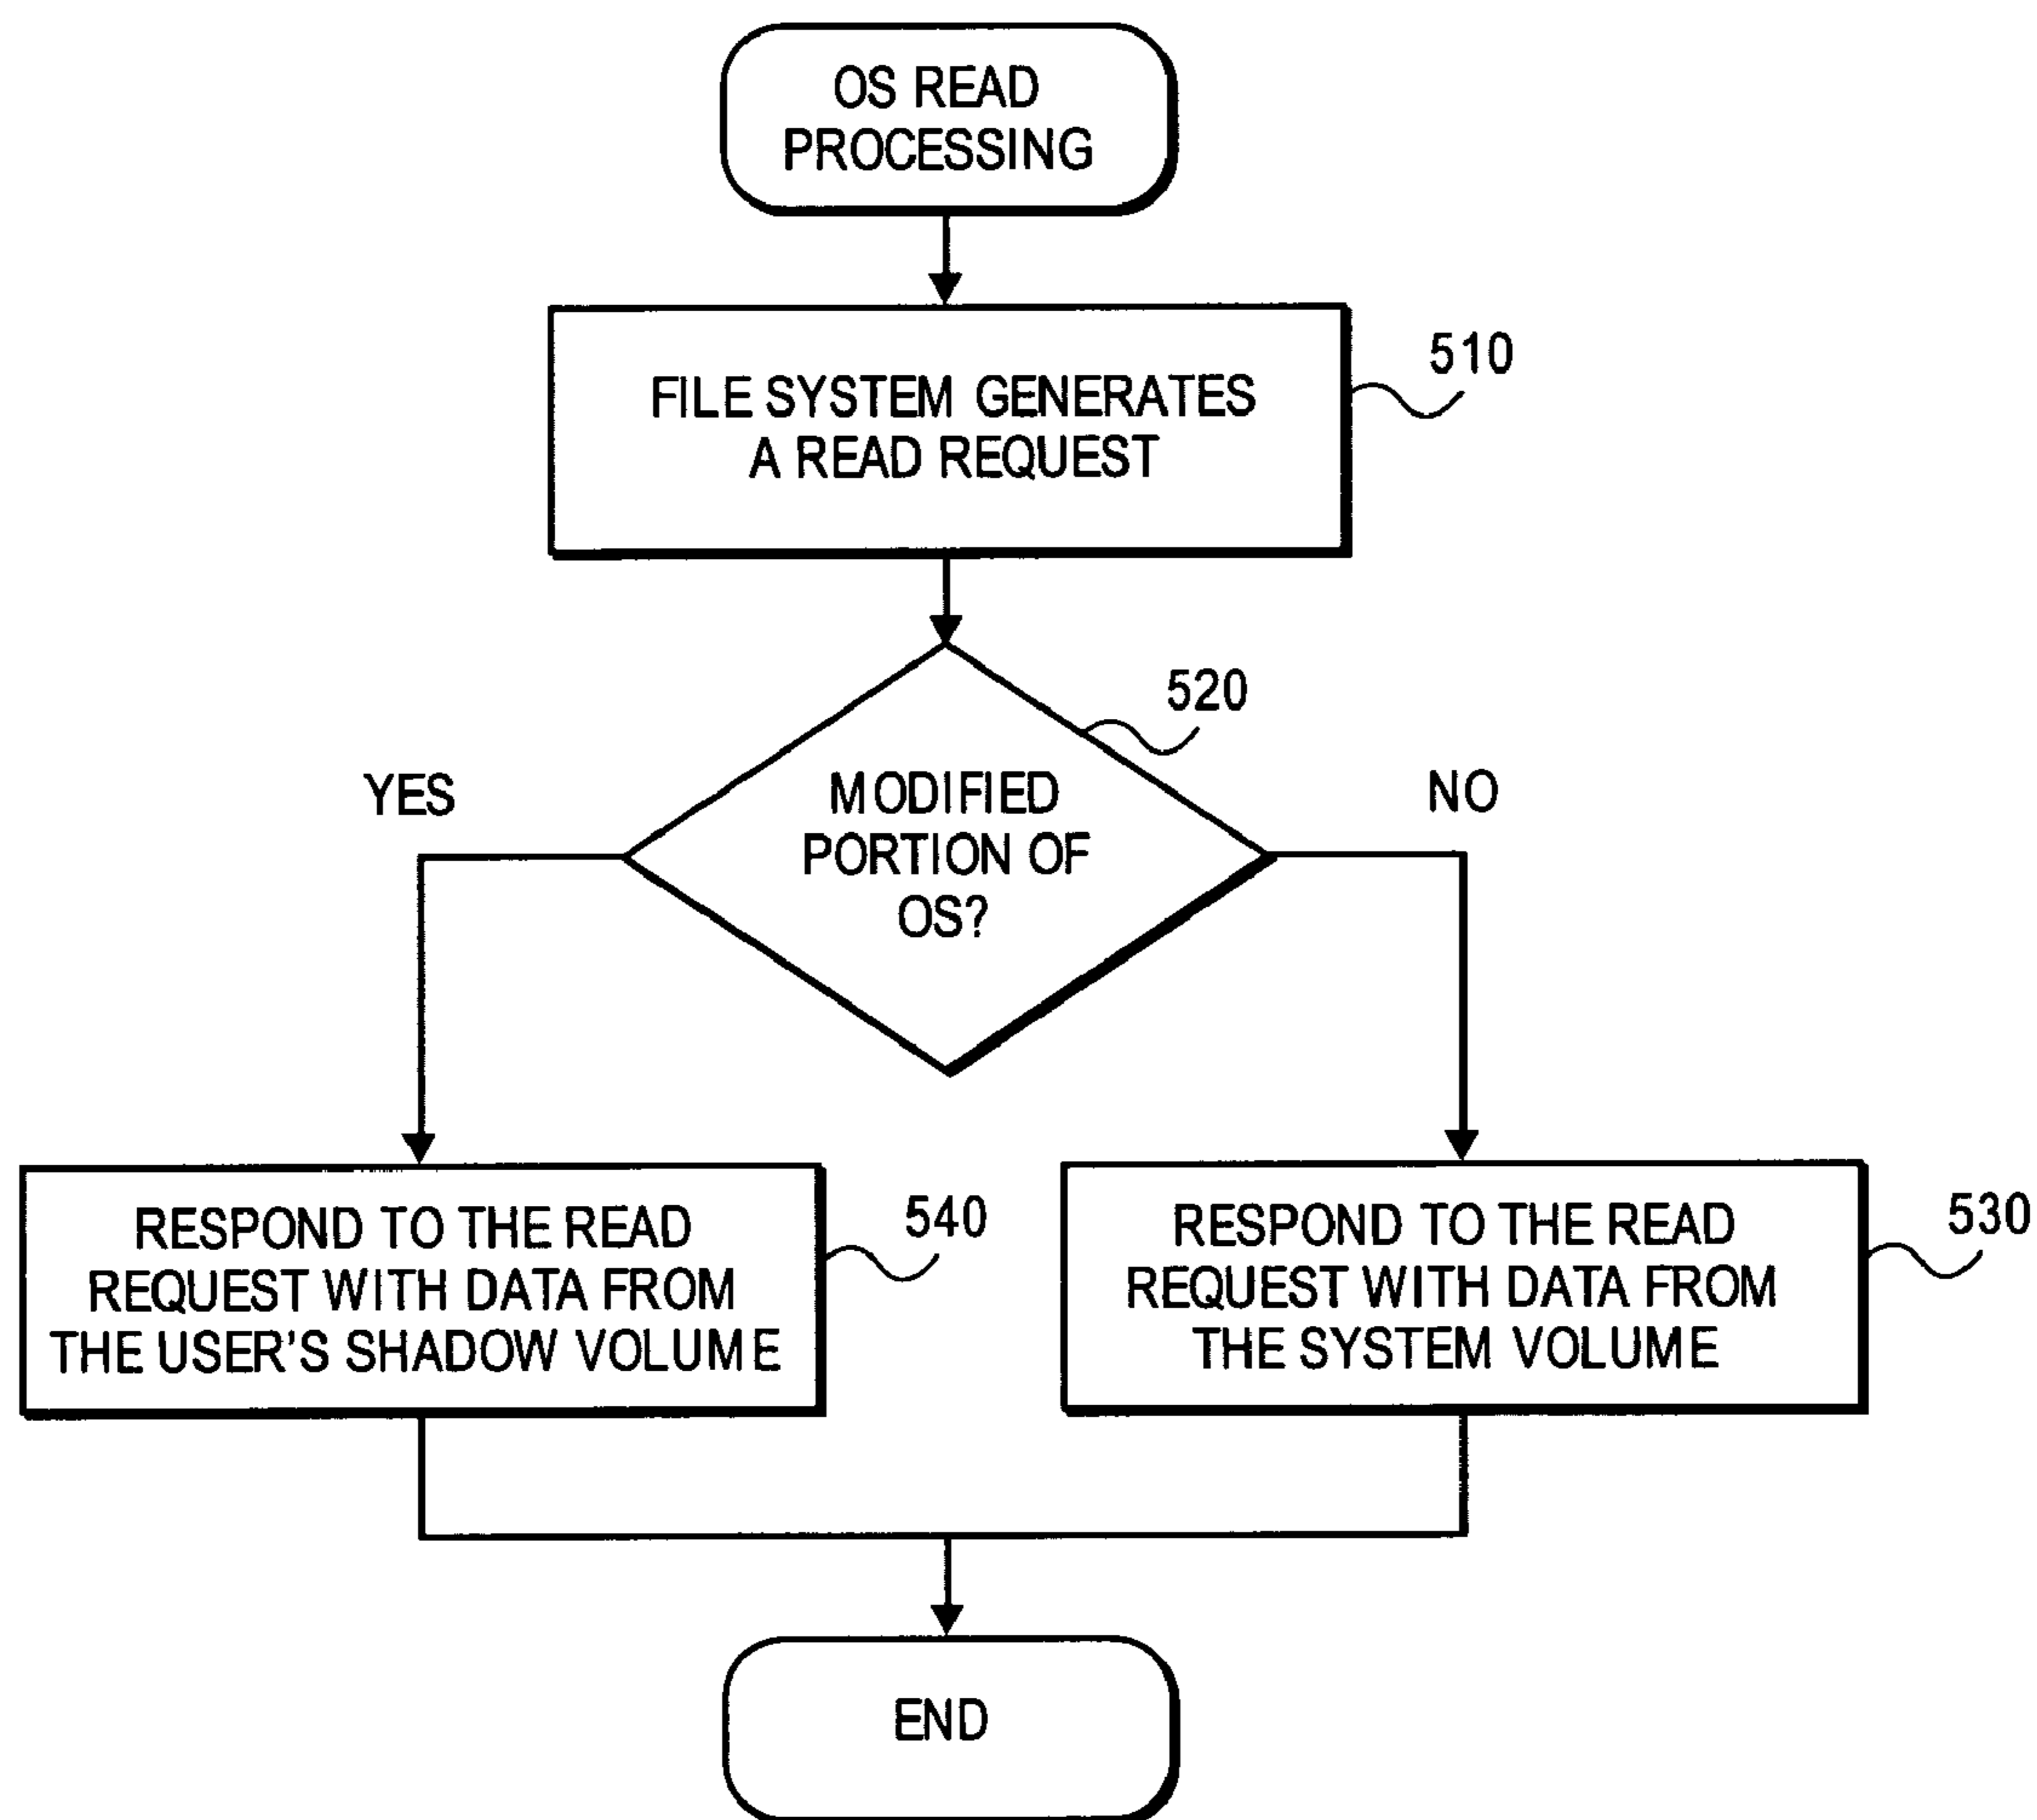 OS READ
PROCESSING
FILE SYSTEM GENERATES
A READ REQUEST
510
520
MODIFIED
PORTION OF
OS?
YES
NO
RESPOND TO THE READ
REQUEST WITH DATA FROM
THE USER'S SHADOW VOLUME
540
RESPOND TO THE READ
REQUEST WITH DATA FROM
THE SYSTEM VOLUME
530
END